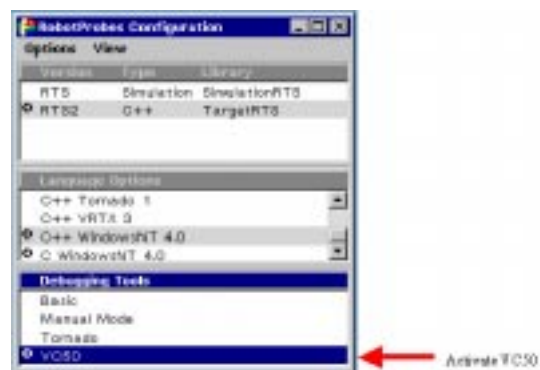 RobotProbes Configuration
Options View
Version Type Library
RTS Simulation SimulationRTS
RTS2 C++ TargetRTS
Language Options
C++ Tornado 1
C++ VRTX 3
C++ WindowsNT 4.0
C WindowsNT 4.0
Debugging Tools
Basic
Manual Mode
Tornado
VC50
Activate VC50